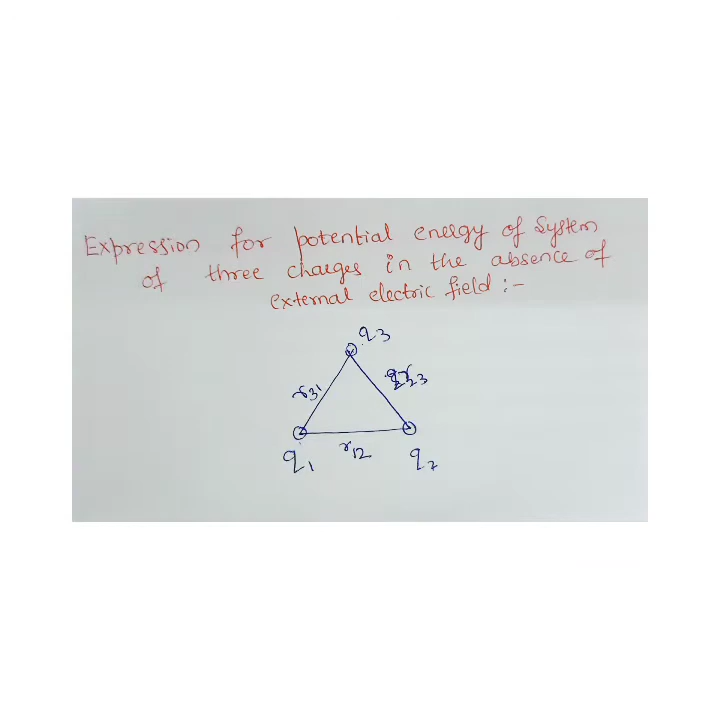 Expression for potential energy of System
of three charges in the absence of
external electric field :-
q3
r31
r23
q1
r12
q2